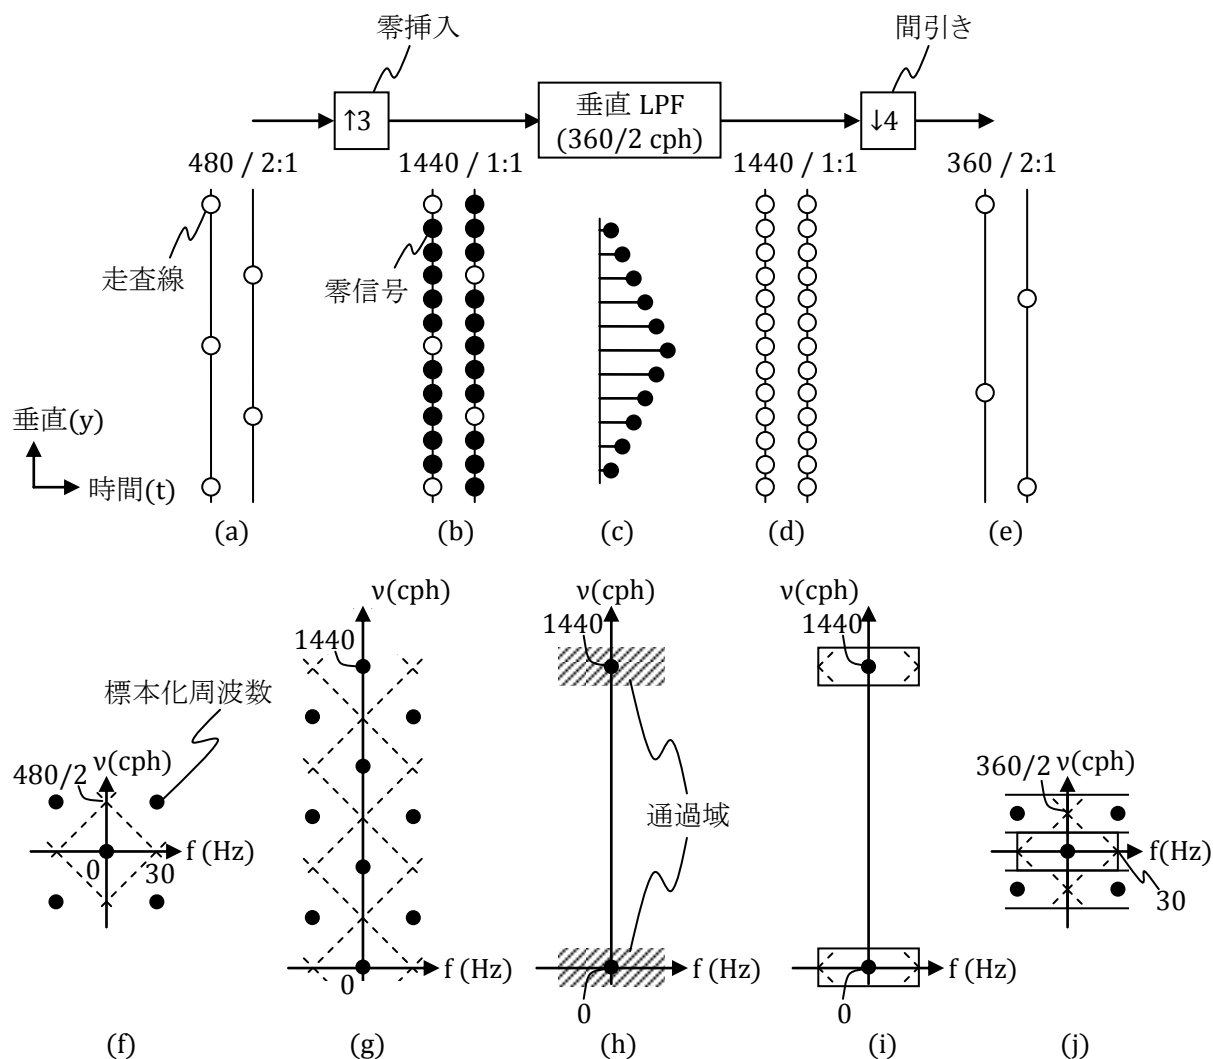 零挿入
間引き
↑3
垂直 LPF
(360/2 cph)
↓4
480 / 2:1
1440 / 1:1
1440 / 1:1
360 / 2:1
走査線
零信号
垂直(y)
時間(t)
(a)
(b)
(c)
(d)
(e)
ν(cph)
ν(cph)
ν(cph)
1440
1440
1440
標本化周波数
480/2
ν(cph)
360/2
ν(cph)
通過域
0
30
f (Hz)
f(Hz)
30
0
f (Hz)
0
f (Hz)
0
f (Hz)
(f)
(g)
(h)
(i)
(j)